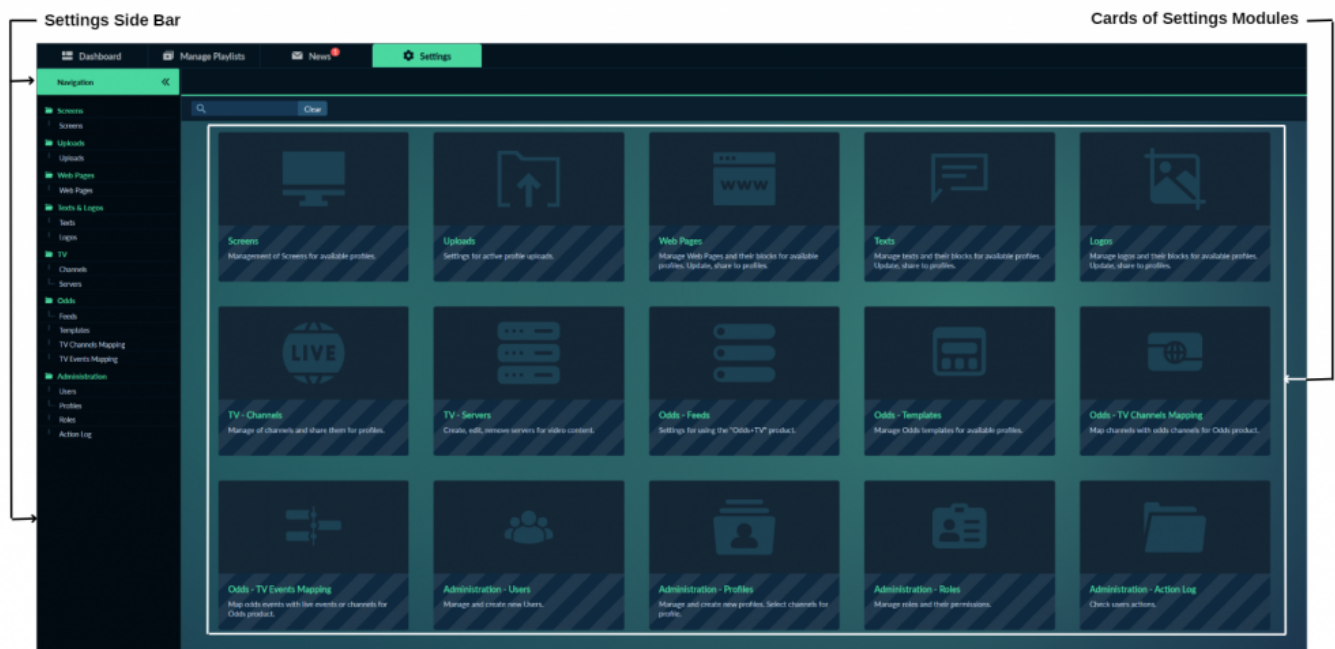 Settings Side Bar
Cards of Settings Modules
Dashboard
Manage Playlists
News
Settings
Navigation
Clear
Screens
Screens
Uploads
Uploads
Web Pages
Web Pages
Texts & Logos
Texts
Logos
TV
Channels
Servers
Odds
Feeds
Templates
TV Channels Mapping
TV Events Mapping
Administration
Users
Profiles
Roles
Action Log
WWW
Screens
Management of Screens for available profiles.
Uploads
Settings for active profile uploads.
Web Pages
Manage Web Pages and their blocks for available
profiles. Update, share to profiles.
Texts
Manage texts and their blocks for available profiles.
Update, share to profiles.
Logos
Manage logos and their blocks for available profiles.
Update, share to profiles.
LIVE
TV - Channels
Manage of channels and share them for profiles.
TV - Servers
Create, edit, remove servers for video content.
Odds - Feeds
Settings for using the "Odds+TV" product.
Odds - Templates
Manage Odds templates for available profiles.
Odds - TV Channels Mapping
Map channels with odds channels for Odds product.
Odds - TV Events Mapping
Map odds events with live events or channels for
Odds product.
Administration - Users
Manage and create new Users.
Administration - Profiles
Manage and create new profiles. Select channels for
profile.
Administration - Roles
Manage roles and their permissions.
Administration - Action Log
Check users actions.